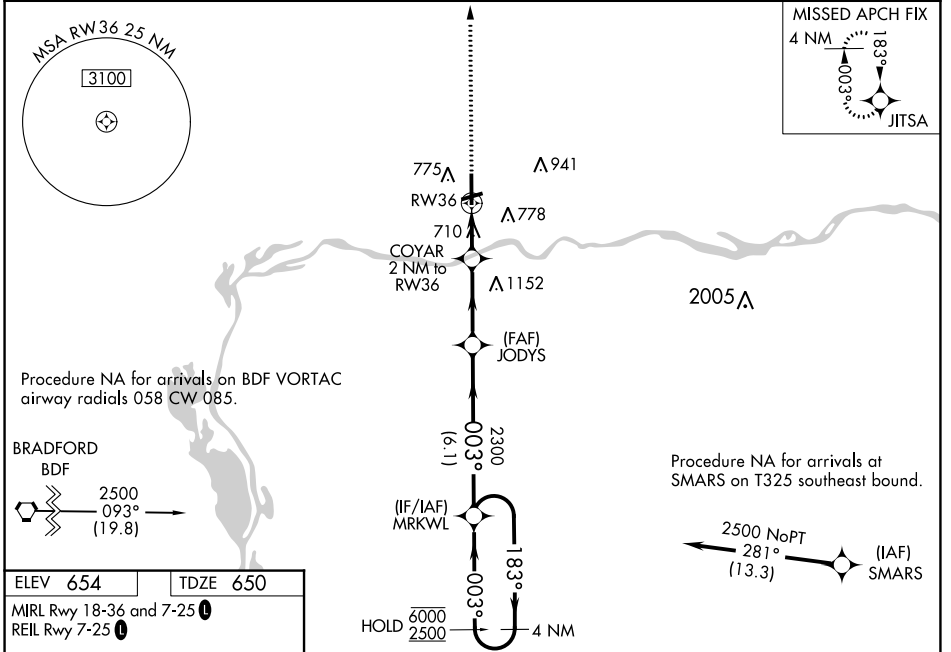 MSA RW36 25 NM
3100
MISSED APCH FIX
4 NM
183°
003°
JITSA
775
941
RW36
778
710
COYAR
2 NM to
RW36
1152
2005
(FAF)
JODYS
Procedure NA for arrivals on BDF VORTAC
airway radials 058 CW 085.
BRADFORD
BDF
2500
093°
(19.8)
2300
003°
(6.1)
(IF/IAF)
MRKWL
183°
003°
HOLD
6000
2500
4 NM
Procedure NA for arrivals at
SMARS on T325 southeast bound.
2500 NoPT
281°
(13.3)
(IAF)
SMARS
ELEV 654
TDZE 650
MIRL Rwy 18-36 and 7-25 L
REIL Rwy 7-25 L